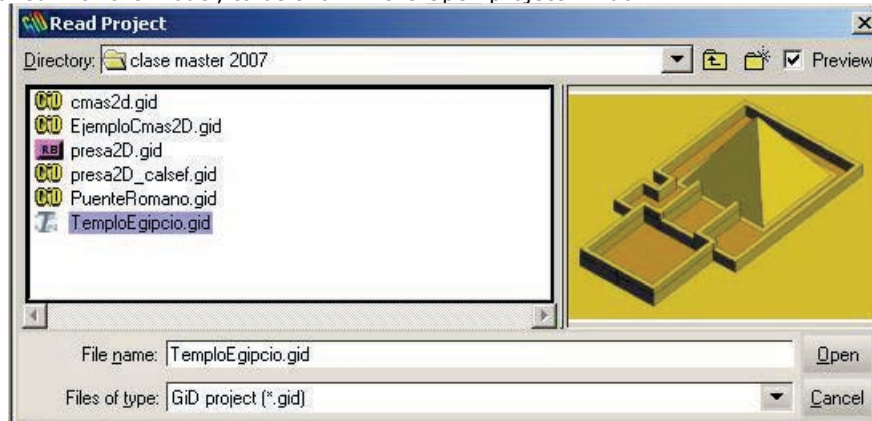 Read Project
Directory: clase master 2007
Preview
cmas2d.gid
EjemploCmas2D.gid
presa2D.gid
presa2D_calsef.gid
PuenteRomano.gid
TemploEgipcio.gid
File name: TemploEgipcio.gid
Open
Files of type: GiD project (*.gid)
Cancel